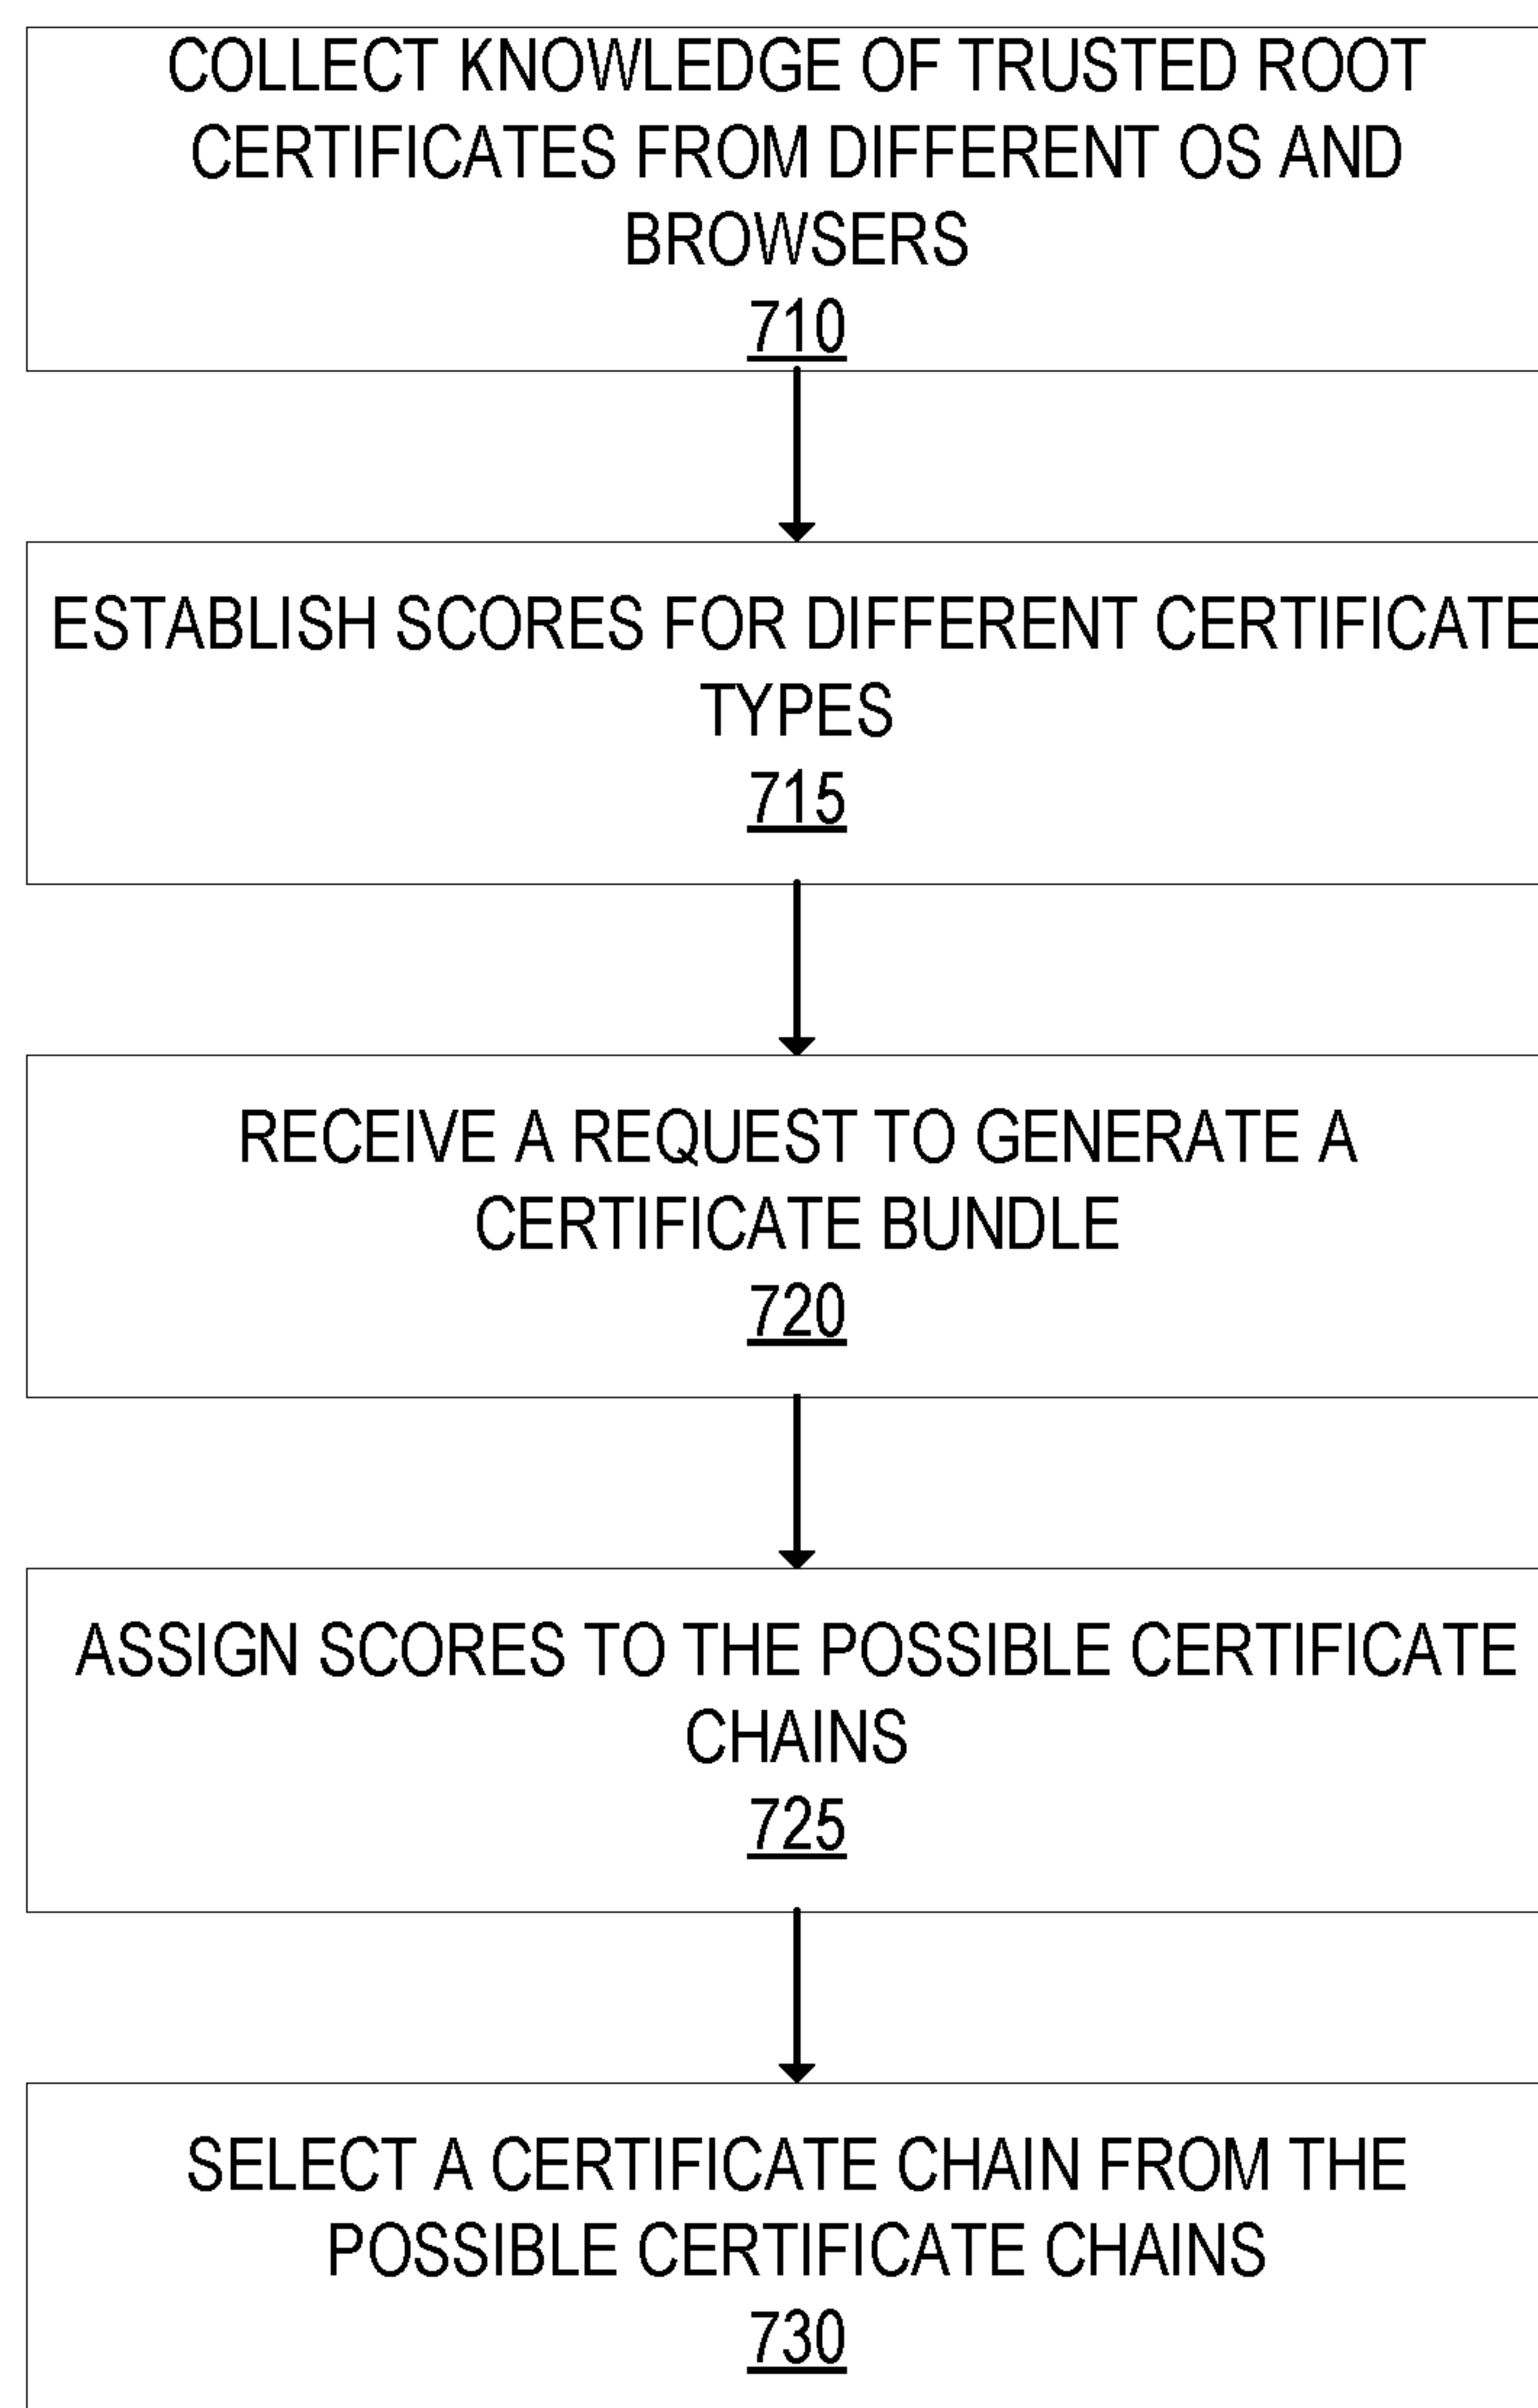 COLLECT KNOWLEDGE OF TRUSTED ROOT
CERTIFICATES FROM DIFFERENT OS AND
BROWSERS
710
ESTABLISH SCORES FOR DIFFERENT CERTIFICATE
TYPES
715
RECEIVE A REQUEST TO GENERATE A
CERTIFICATE BUNDLE
720
ASSIGN SCORES TO THE POSSIBLE CERTIFICATE
CHAINS
725
SELECT A CERTIFICATE CHAIN FROM THE
POSSIBLE CERTIFICATE CHAINS
730